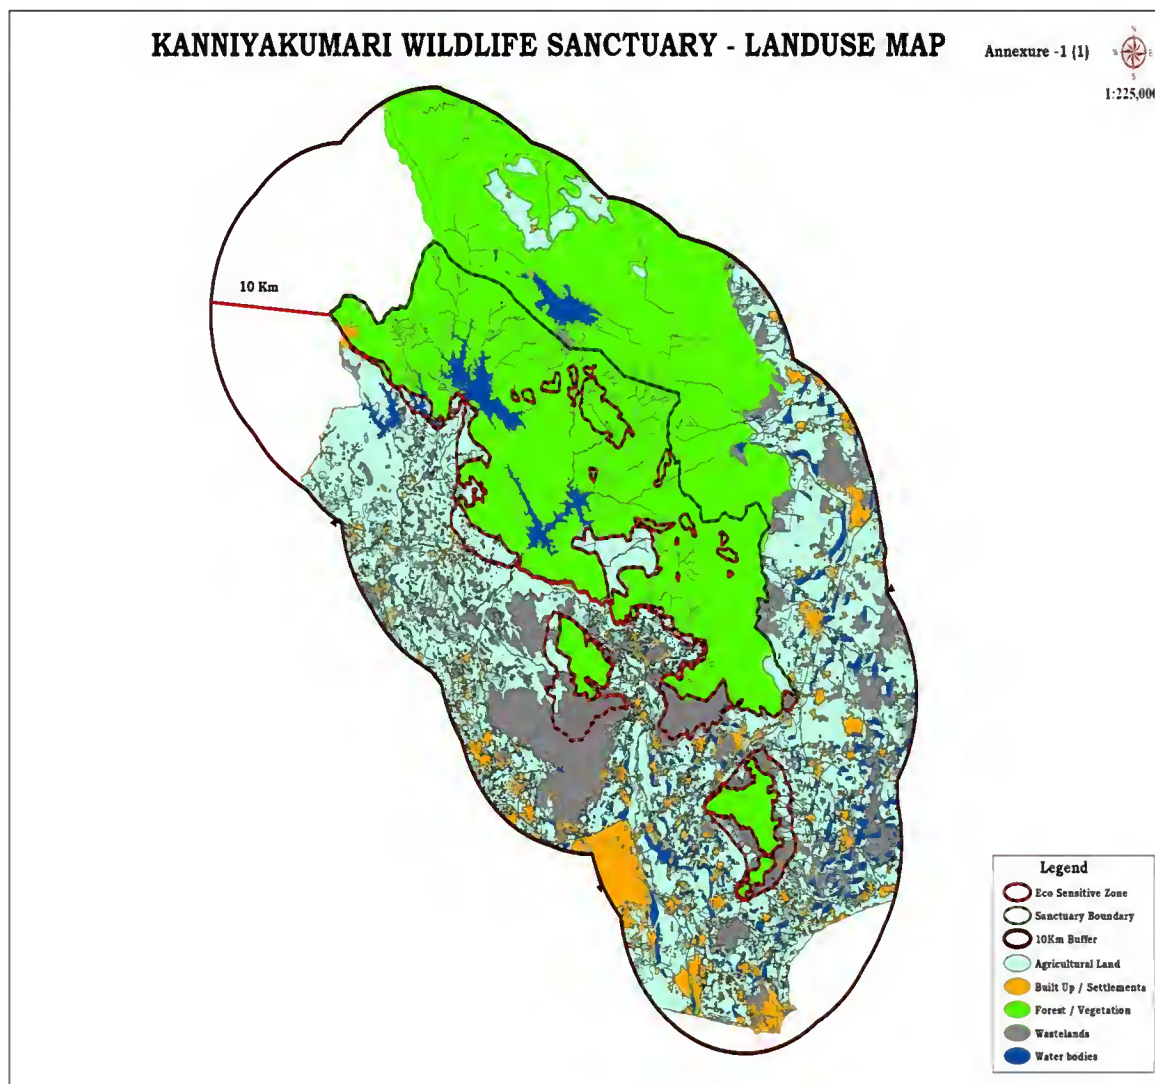 KANNIYAKUMARI WILDLIFE SANCTUARY - LANDUSE MAP
Annexure -1 (1)
N
W E
S
1:225,000
10 Km
Legend
Eco Sensitive Zone
Sanctuary Boundary
10Km Buffer
Agricultural Land
Built Up / Settlements
Forest / Vegetation
Wastelands
Water bodies